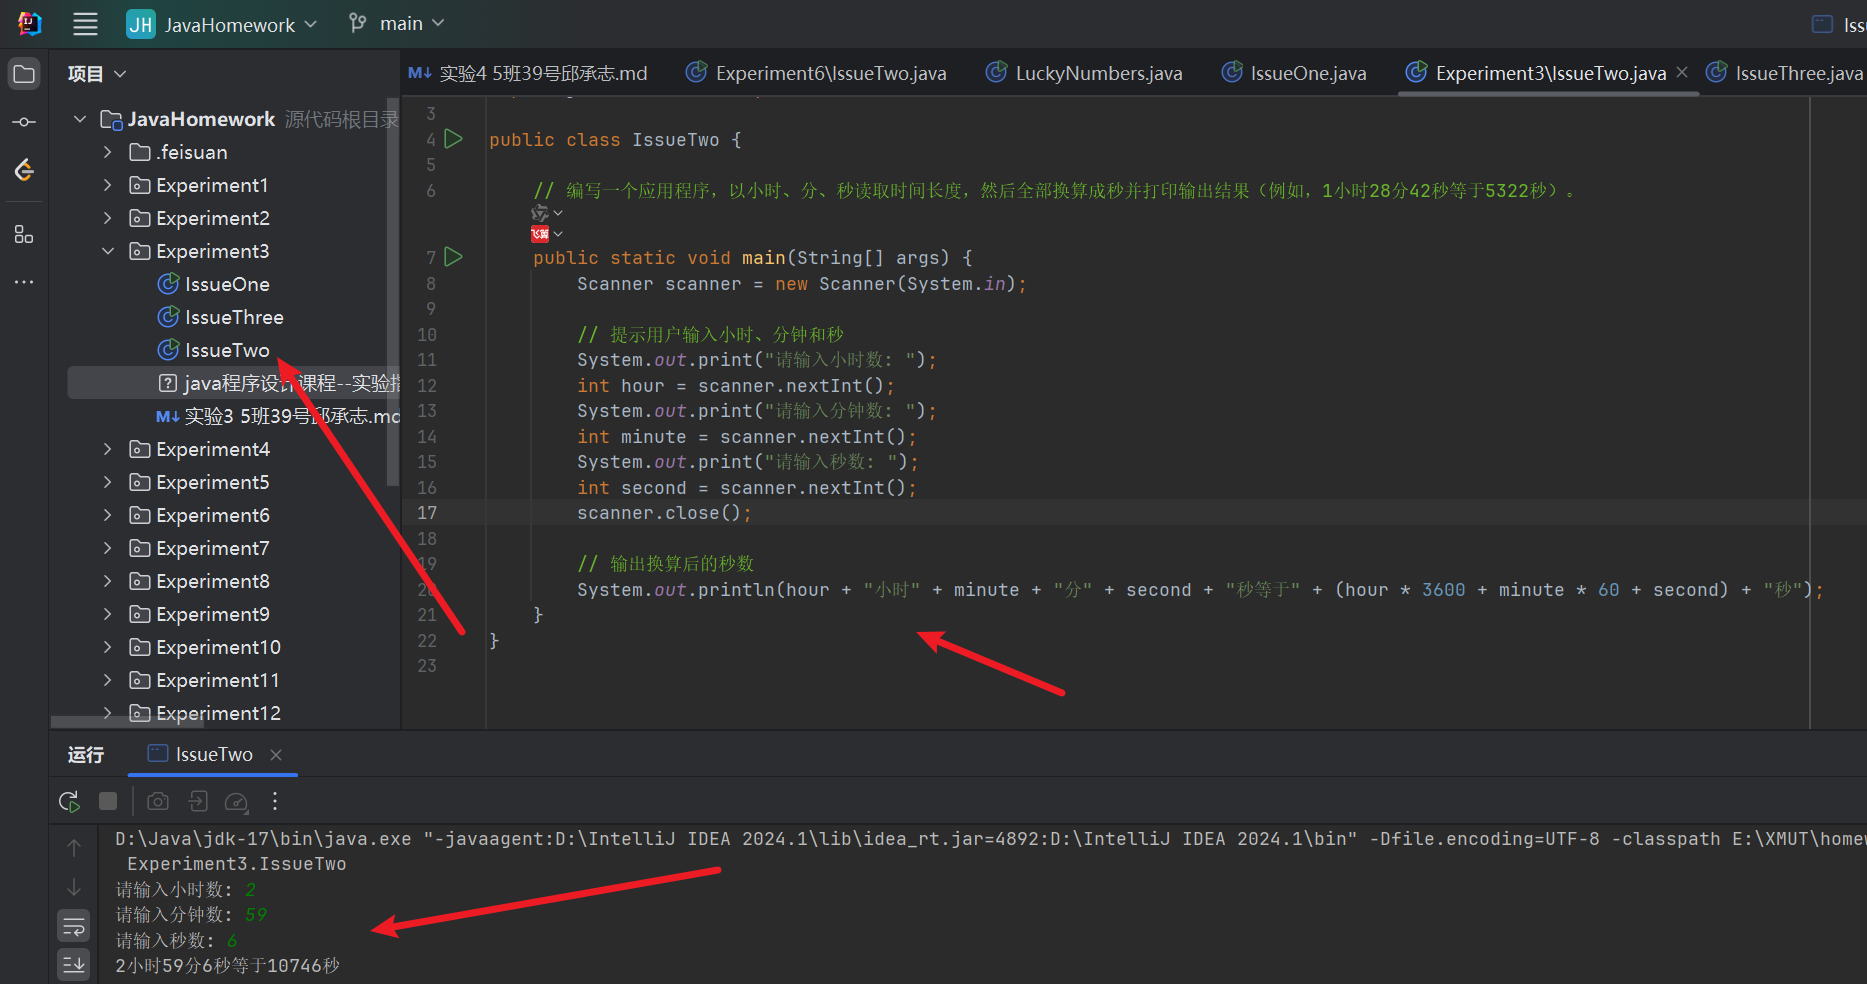 JH JavaHomework main Iss
项目
M↓ 实验4 5班39号邱承志.md Experiment6\IssueTwo.java LuckyNumbers.java IssueOne.java Experiment3\IssueTwo.java IssueThree.java
JavaHomework 源代码根目录
.feisuan
Experiment1
Experiment2
Experiment3
IssueOne
IssueThree
IssueTwo
java程序设计课程--实验指
M↓ 实验3 5班39号邱承志.md
Experiment4
Experiment5
Experiment6
Experiment7
Experiment8
Experiment9
Experiment10
Experiment11
Experiment12
3
4 public class IssueTwo {
5
6 // 编写一个应用程序，以小时、分、秒读取时间长度，然后全部换算成秒并打印输出结果（例如，1小时28分42秒等于5322秒）。
飞算
7 public static void main(String[] args) {
8 Scanner scanner = new Scanner(System.in);
9
10 // 提示用户输入小时、分钟和秒
11 System.out.print("请输入小时数: ");
12 int hour = scanner.nextInt();
13 System.out.print("请输入分钟数: ");
14 int minute = scanner.nextInt();
15 System.out.print("请输入秒数: ");
16 int second = scanner.nextInt();
17 scanner.close();
18
19 // 输出换算后的秒数
20 System.out.println(hour + "小时" + minute + "分" + second + "秒等于" + (hour * 3600 + minute * 60 + second) + "秒");
21 }
22 }
23
运行 IssueTwo
D:\Java\jdk-17\bin\java.exe "-javaagent:D:\IntelliJ IDEA 2024.1\lib\idea_rt.jar=4892:D:\IntelliJ IDEA 2024.1\bin" -Dfile.encoding=UTF-8 -classpath E:\XMUT\homew
Experiment3.IssueTwo
请输入小时数: 2
请输入分钟数: 59
请输入秒数: 6
2小时59分6秒等于10746秒